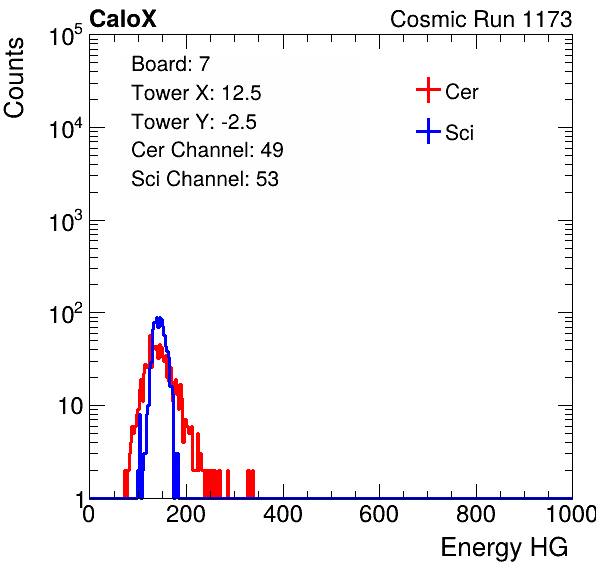 CaloX Cosmic Run 1173
Counts
Board: 7
Tower X: 12.5
Tower Y: -2.5
Cer Channel: 49
Sci Channel: 53
Cer
Sci
10^5
10^4
10^3
10^2
10
1
0 200 400 600 800 1000
Energy HG